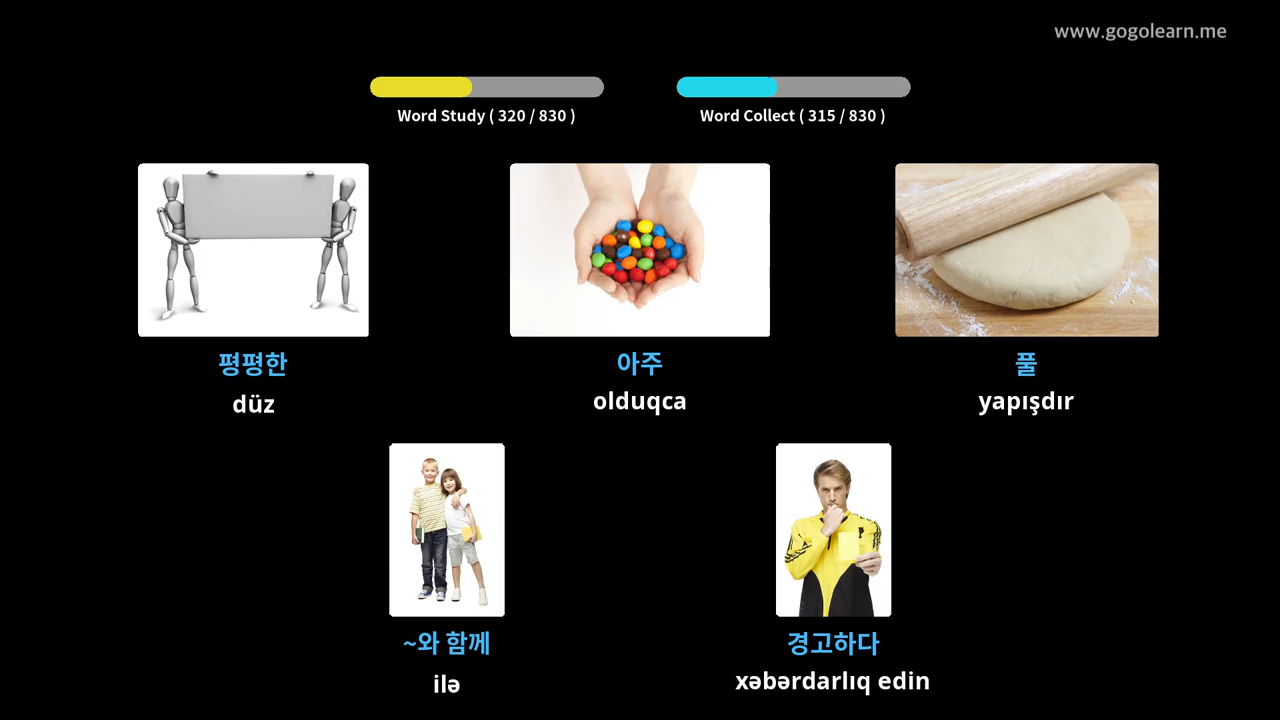 www.gogolearn.me
Word Study ( 320 / 830 )
Word Collect ( 315 / 830 )
평평한
düz
아주
olduqca
풀
yapışdır
~와 함께
ilə
경고하다
xəbərdarlıq edin